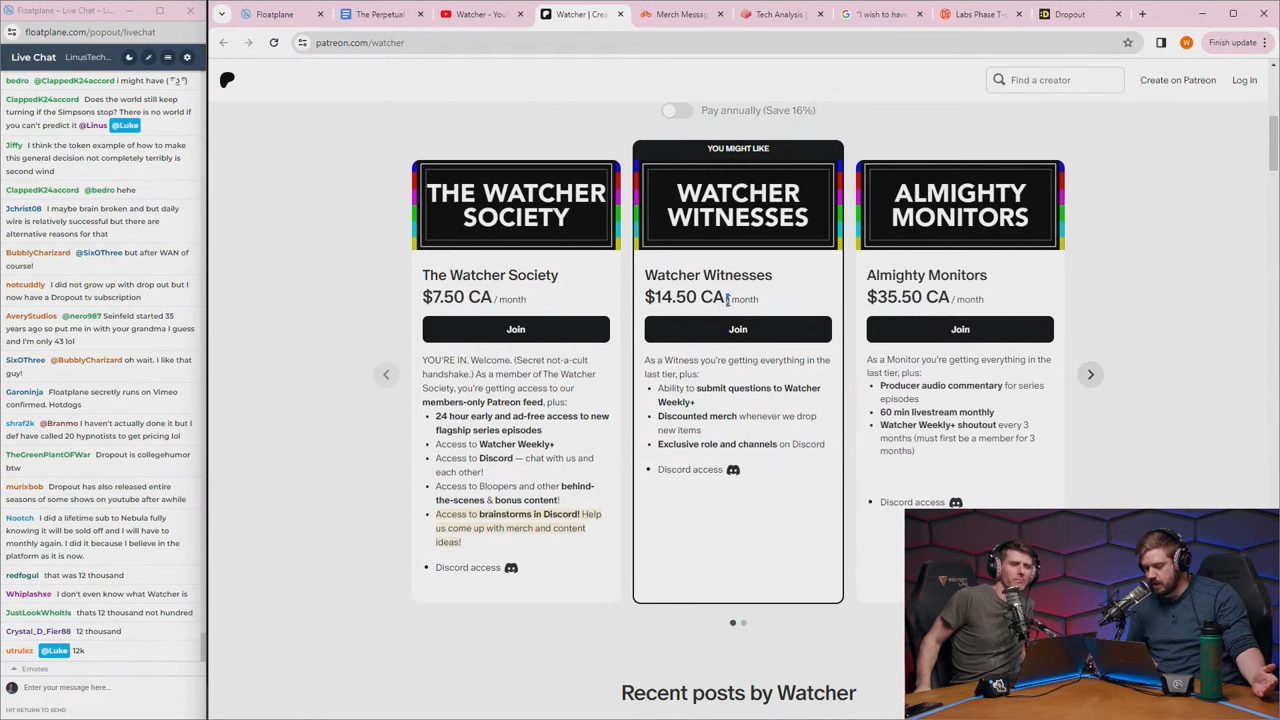 Floatplane – Live Chat – LinusTec
floatplane.com/popout/livechat
Live Chat LinusTech...
bedro @ClappedK24accord i might have ( ͡° ͜ʖ ͡°)
ClappedK24accord Does the world still keep
turning if the Simpsons stop? There is no world if
you can't predict it @Linus @Luke
Jiffy I think the token example of how to make
this general decision not completely terribly is
second wind
ClappedK24accord @bedro hehe
Jchrist08 I maybe brain broken and but daily
wire is relatively successful but there are
alternative reasons for that
BubblyCharizard @SixOThree but after WAN of
course!
notcuddly I did not grow up with drop out but I
now have a Dropout tv subscription
AveryStudios @nero987 Seinfeld started 35
years ago so put me in with your grandma I guess
and I'm only 43 lol
SixOThree @BubblyCharizard oh wait. I like that
guy!
Garoninja Floatplane secretly runs on Vimeo
confirmed. Hotdogs
shraf2k @Branmo I haven't actually done it but I
def have called 20 hypnotists to get pricing lol
TheGreenPlantOfWar Dropout is collegehumor
btw
murixbob Dropout and also reuploaded entire
seasons of some shows on youtube after awhile
Nootch I did a lifetime sub to Nebula fully
knowing it will be sold off and I will have to
monthly again. I did it because I believe in the
platform as it is now.
redfogul that was 12 thousand
Whiplashxe I don't even know what Watcher is
JustLookWhoItIs thats 12 thousand not hundred
Crystal_D_Fier88 12 thousand
utrulez @Luke 12k
Emotes
Enter your message here...
HIT RETURN TO SEND
Floatplane
The Perpetual
Watcher - You
Watcher | Crea
Merch Messag
Tech Analysis |
"I wish to have
Labs Phase T
Dropout
patreon.com/watcher
W
Finish update
Find a creator
Create on Patreon
Log in
Pay annually (Save 16%)
THE WATCHER
SOCIETY
The Watcher Society
$7.50 CA / month
Join
YOU'RE IN. Welcome. (Secret not-a-cult
handshake.) As a member of The Watcher
Society, you're getting access to our
members-only Patreon feed, plus:
• 24 hour early and ad-free access to new
flagship series episodes
• Access to Watcher Weekly+
• Access to Discord — chat with us and
each other!
• Access to Bloopers and other behind-
the-scenes & bonus content!
• Access to brainstorms in Discord! Help
us come up with merch and content
ideas!
• Discord access
YOU MIGHT LIKE
WATCHER
WITNESSES
Watcher Witnesses
$14.50 CA / month
Join
As a Witness you're getting everything in the
last tier, plus:
• Ability to submit questions to Watcher
Weekly+
• Discounted merch whenever we drop
new items
• Exclusive role and channels on Discord
• Discord access
ALMIGHTY
MONITORS
Almighty Monitors
$35.50 CA / month
Join
As a Monitor you're getting everything in the
last tier, plus:
• Producer audio commentary for series
episodes
• 60 min livestream monthly
• Watcher Weekly+ shoutout every 3
months (must first be a member for 3
months)
• Discord access
Recent posts by Watcher